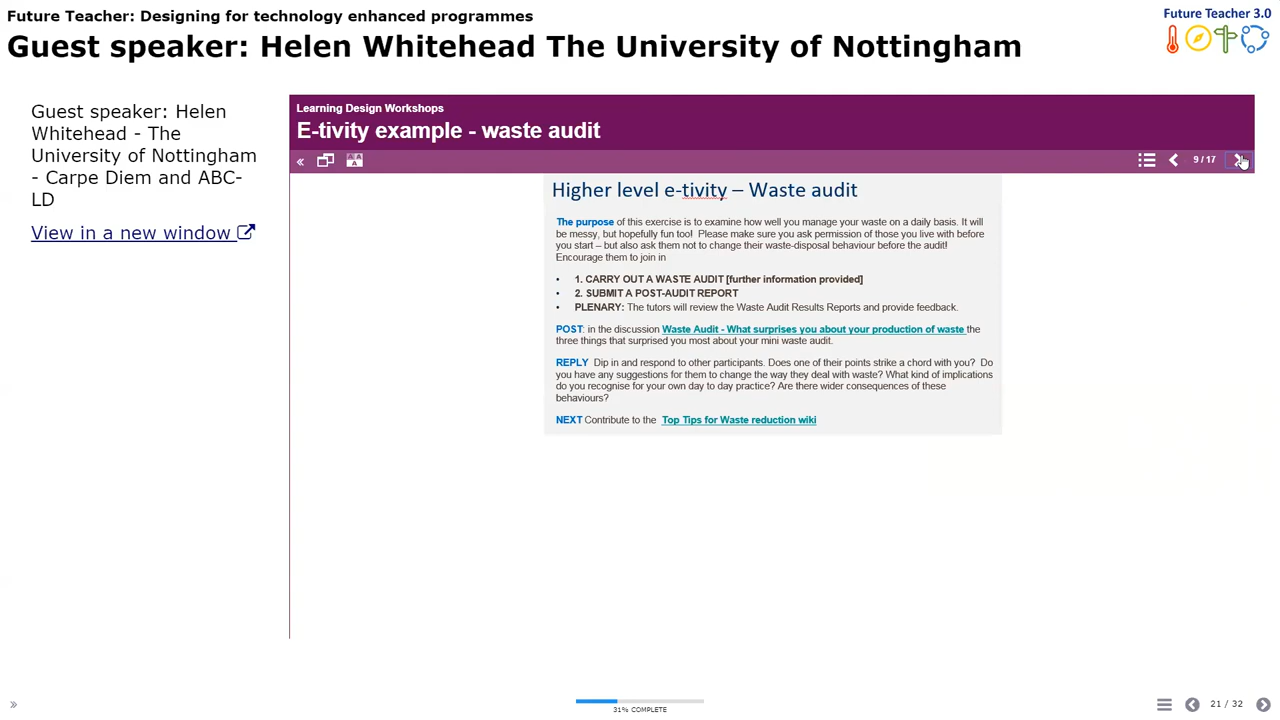 Future Teacher: Designing for technology enhanced programmes
Guest speaker: Helen Whitehead The University of Nottingham
Future Teacher 3.0
Guest speaker: Helen
Whitehead - The
University of Nottingham
- Carpe Diem and ABC-
LD
View in a new window
Learning Design Workshops
E-tivity example - waste audit
«
A A
A
9 / 17
Higher level e-tivity – Waste audit
The purpose of this exercise is to examine how well you manage your waste on a daily basis. It will
be messy, but hopefully fun too! Please make sure you ask permission of those you live with before
you start – but also ask them not to change their waste-disposal behaviour before the audit!
Encourage them to join in
• 1. CARRY OUT A WASTE AUDIT [further information provided]
• 2. SUBMIT A POST-AUDIT REPORT
• PLENARY: The tutors will review the Waste Audit Results Reports and provide feedback.
POST: in the discussion Waste Audit - What surprises you about your production of waste the
three things that surprised you most about your mini waste audit.
REPLY Dip in and respond to other participants. Does one of their points strike a chord with you? Do
you have any suggestions for them to change the way they deal with waste? What kind of implications
do you recognise for your own day to day practice? Are there wider consequences of these
behaviours?
NEXT Contribute to the Top Tips for Waste reduction wiki
»
31% COMPLETE
21 / 32